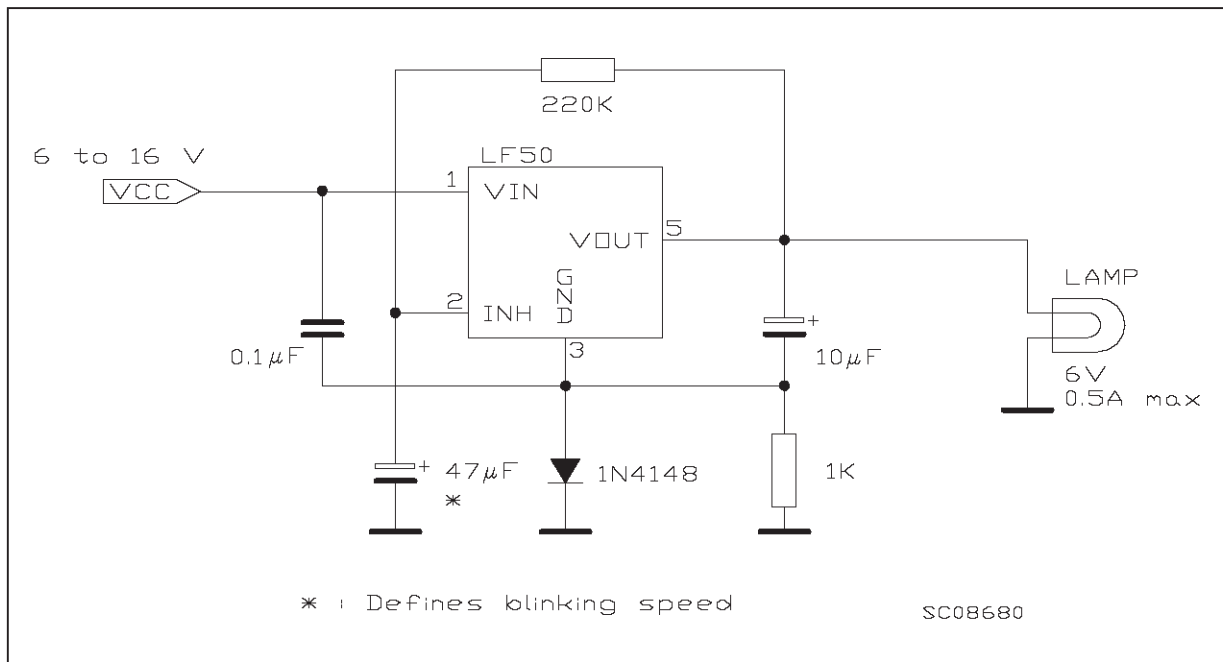 220K
6 to 16 V
VCC
LF50
1
VIN
VOUT
5
GND
2
INH
3
0.1μF
10μF
LAMP
6V
0.5A max
47μF
*
1N4148
1K
* : Defines blinking speed
SC08680
+
+